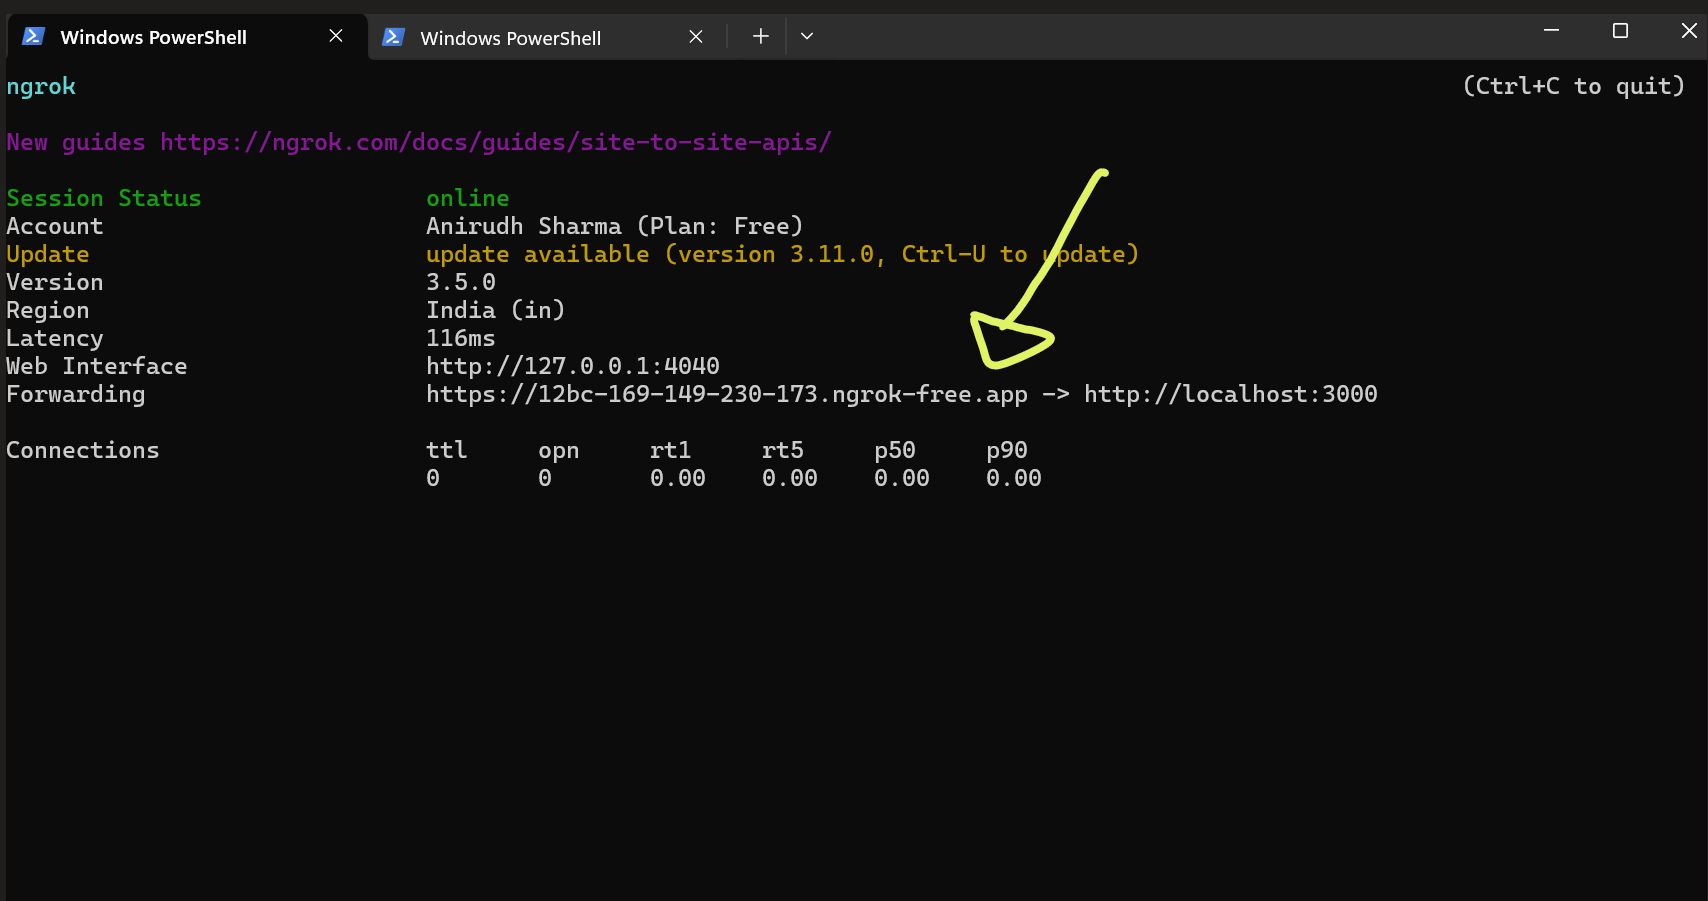 Windows PowerShell Windows PowerShell
ngrok (Ctrl+C to quit)
New guides https://ngrok.com/docs/guides/site-to-site-apis/
Session Status online
Account Anirudh Sharma (Plan: Free)
Update update available (version 3.11.0, Ctrl-U to update)
Version 3.5.0
Region India (in)
Latency 116ms
Web Interface http://127.0.0.1:4040
Forwarding https://12bc-169-149-230-173.ngrok-free.app -> http://localhost:3000
Connections ttl opn rt1 rt5 p50 p90
0 0 0.00 0.00 0.00 0.00